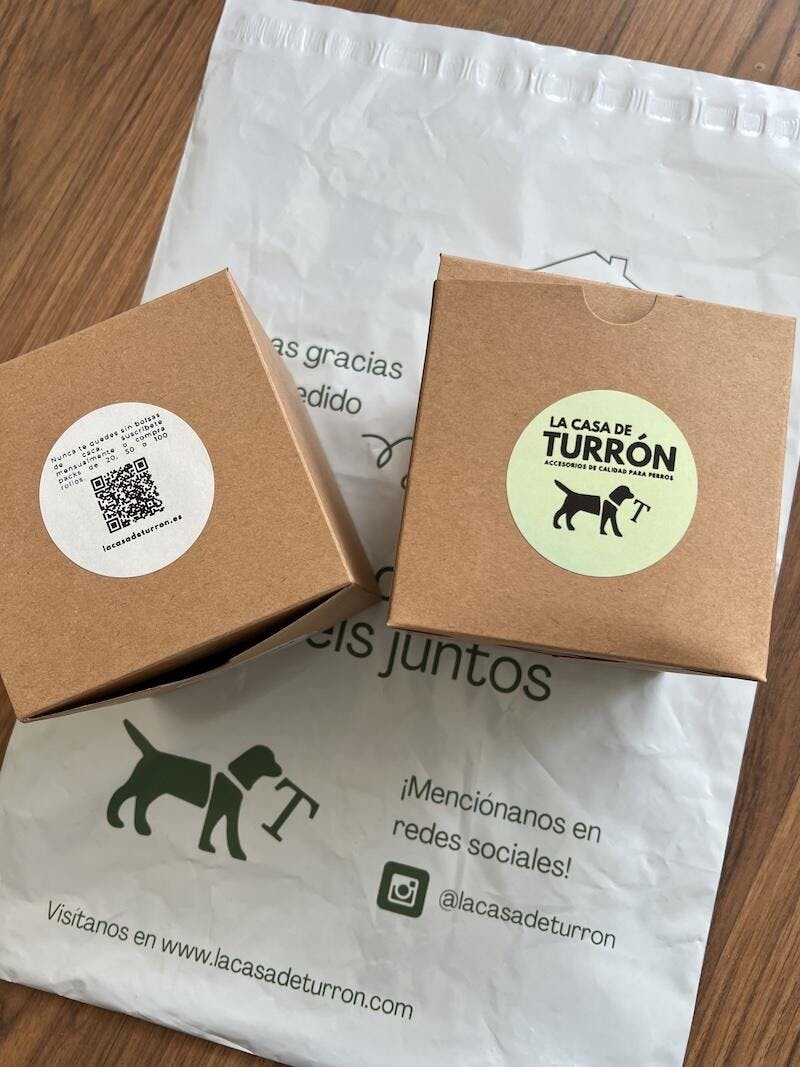 as gracias
edido
Nunca te quedes sin bolsas
de caca, suscríbete
mensualmente o compra
packs de 20, 50 o 100
rollos.
lacasadeturron.es
LA CASA DE
TURRÓN
ACCESORIOS DE CALIDAD PARA PERROS
T
eis juntos
T
¡Menciónanos en
redes sociales!
@lacasadeturron
Visítanos en www.lacasadeturron.com